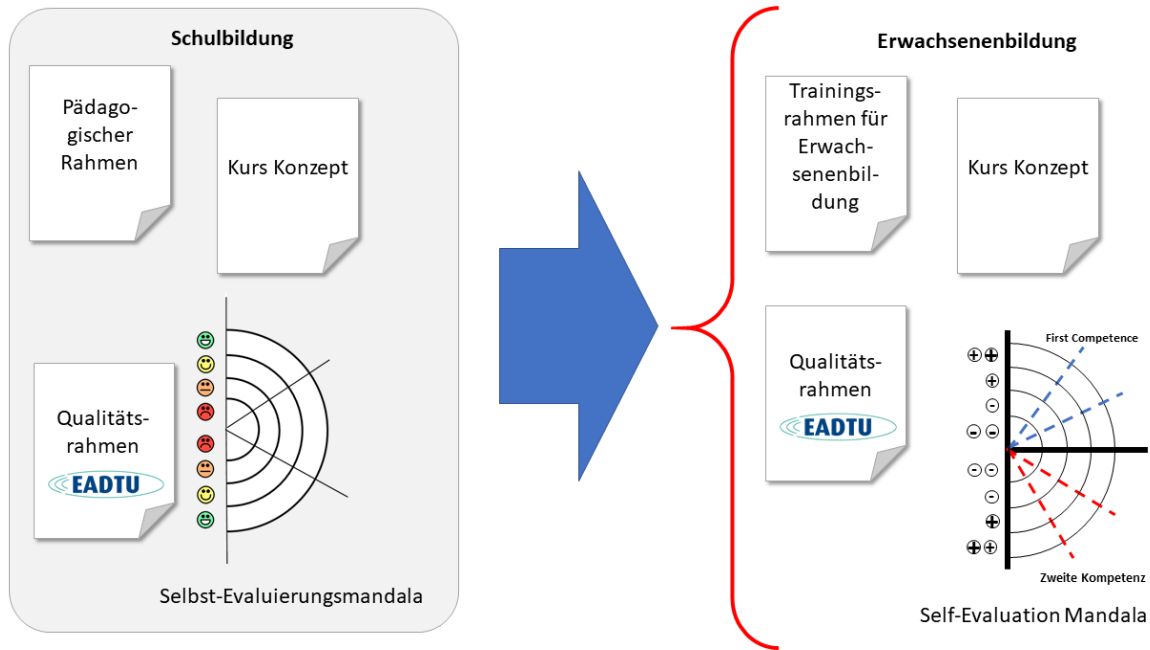 Schulbildung
Pädago-
gischer
Rahmen
Kurs Konzept
Qualitäts-
rahmen
EADTU
Selbst-Evaluierungsmandala
Erwachsenenbildung
Trainings-
rahmen für
Erwach-
senenbil-
dung
Kurs Konzept
Qualitäts-
rahmen
EADTU
First Competence
Zweite Kompetenz
Self-Evaluation Mandala